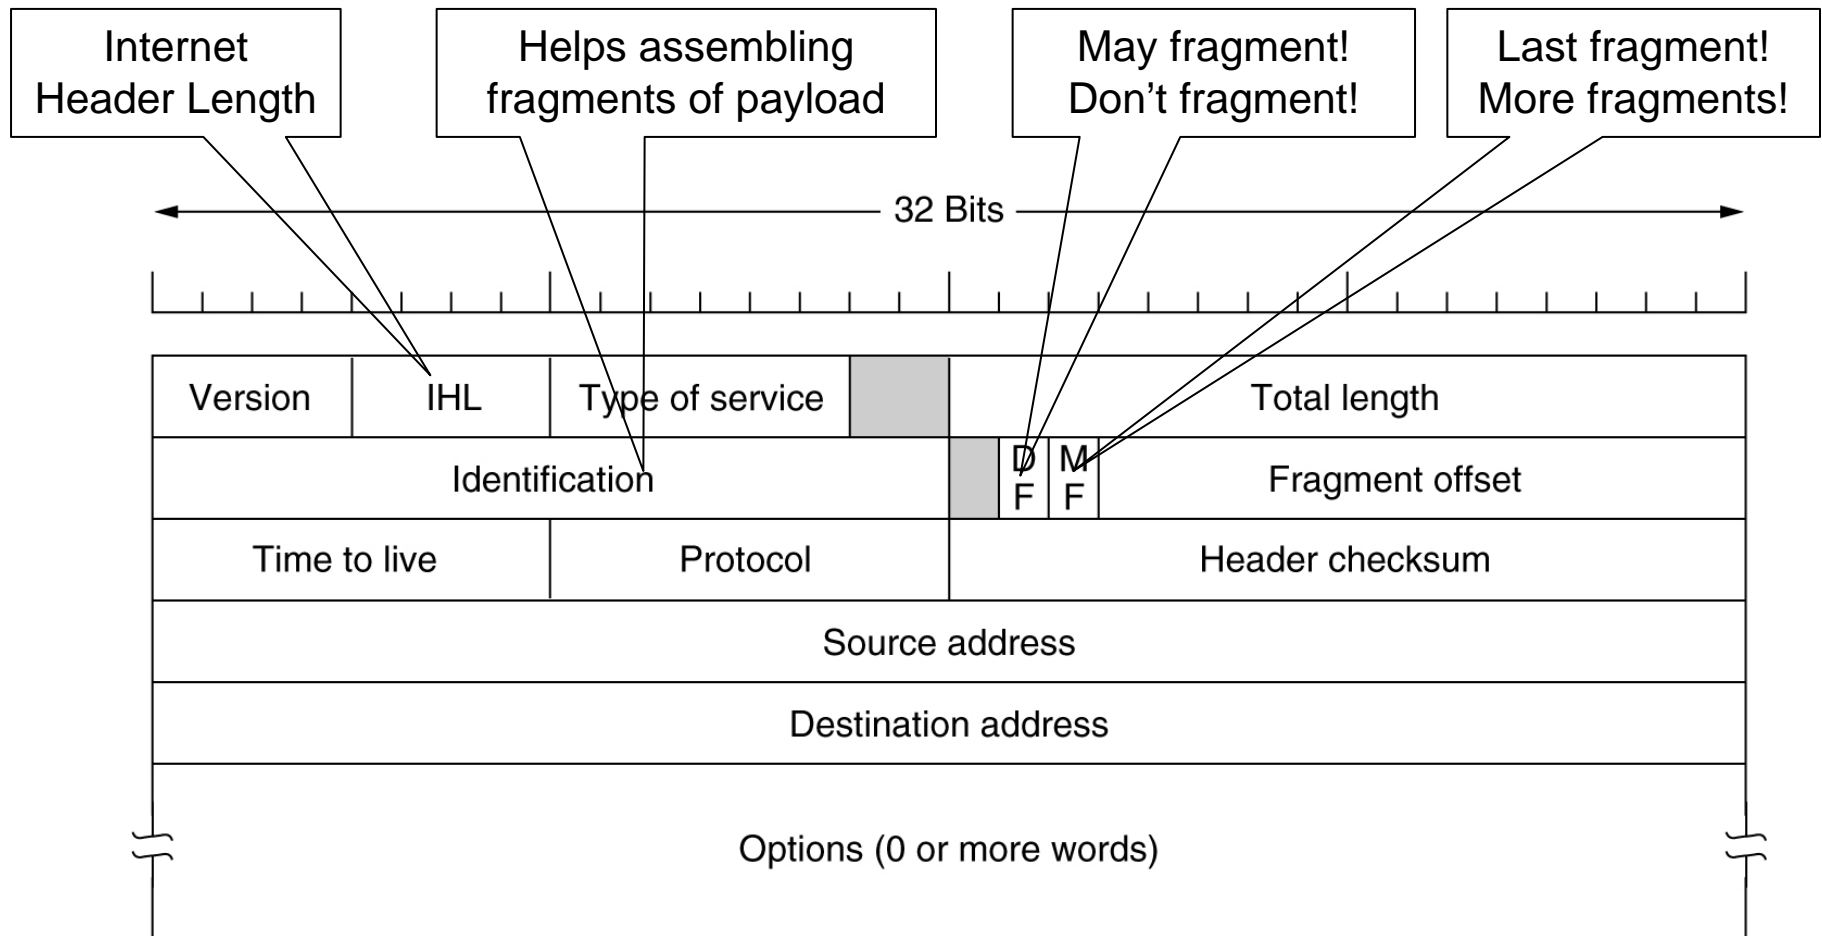 Internet
Header Length
Helps assembling
fragments of payload
May fragment!
Don’t fragment!
Last fragment!
More fragments!
32 Bits
Version
IHL
Type of service
Total length
Identification
D
F
M
F
Fragment offset
Time to live
Protocol
Header checksum
Source address
Destination address
Options (0 or more words)